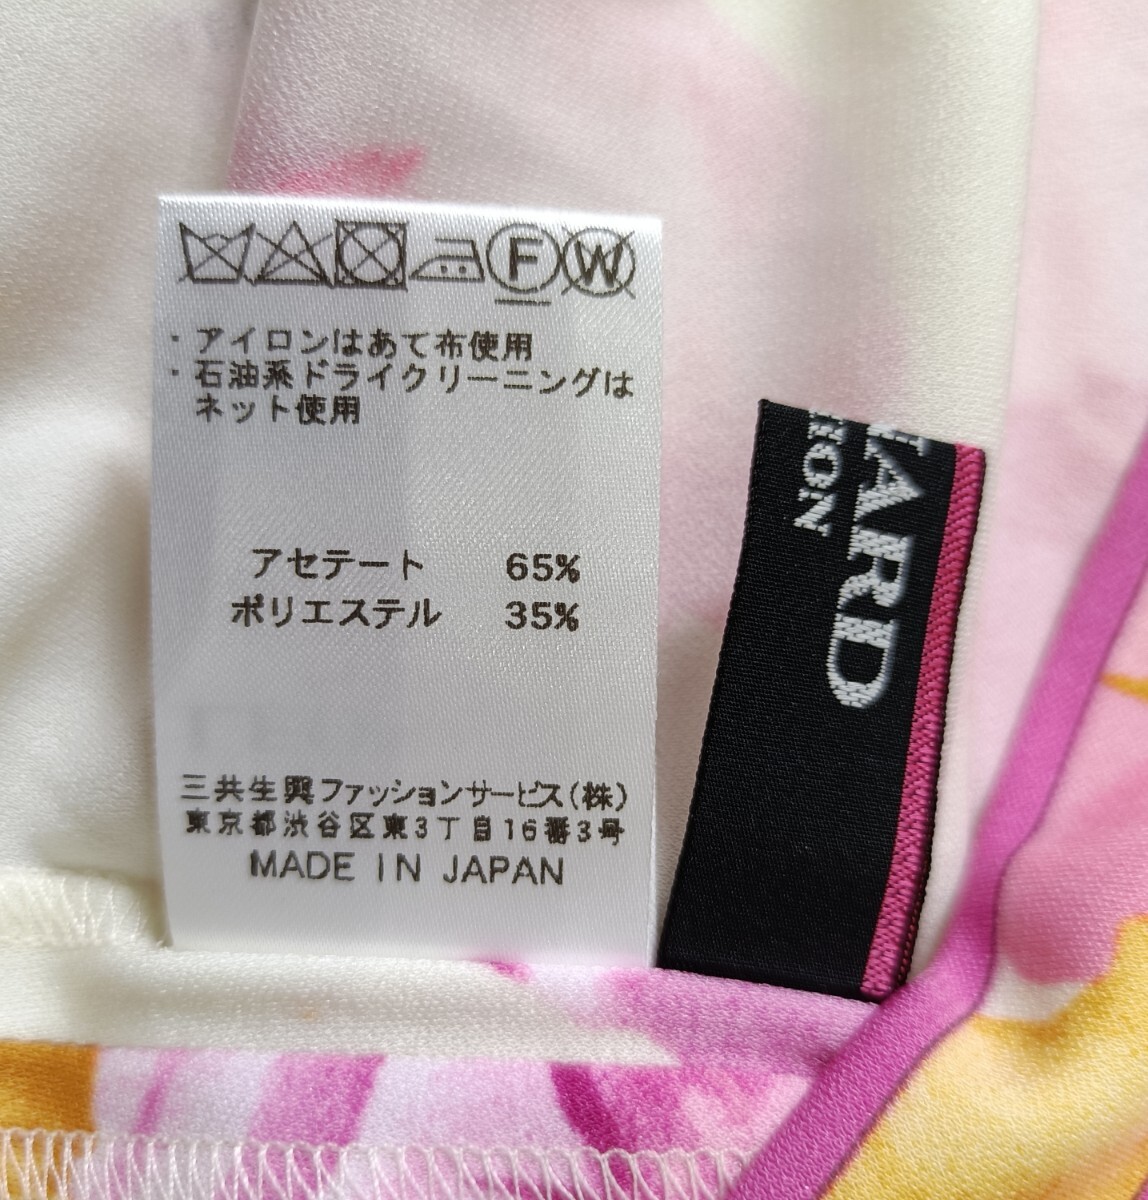 F W
・アイロンはあて布使用
・石油系ドライクリーニングは
ネット使用
アセテート 65%
ポリエステル 35%
三共生興ファッションサービス(株)
東京都渋谷区東3丁目16番3号
MADE IN JAPAN